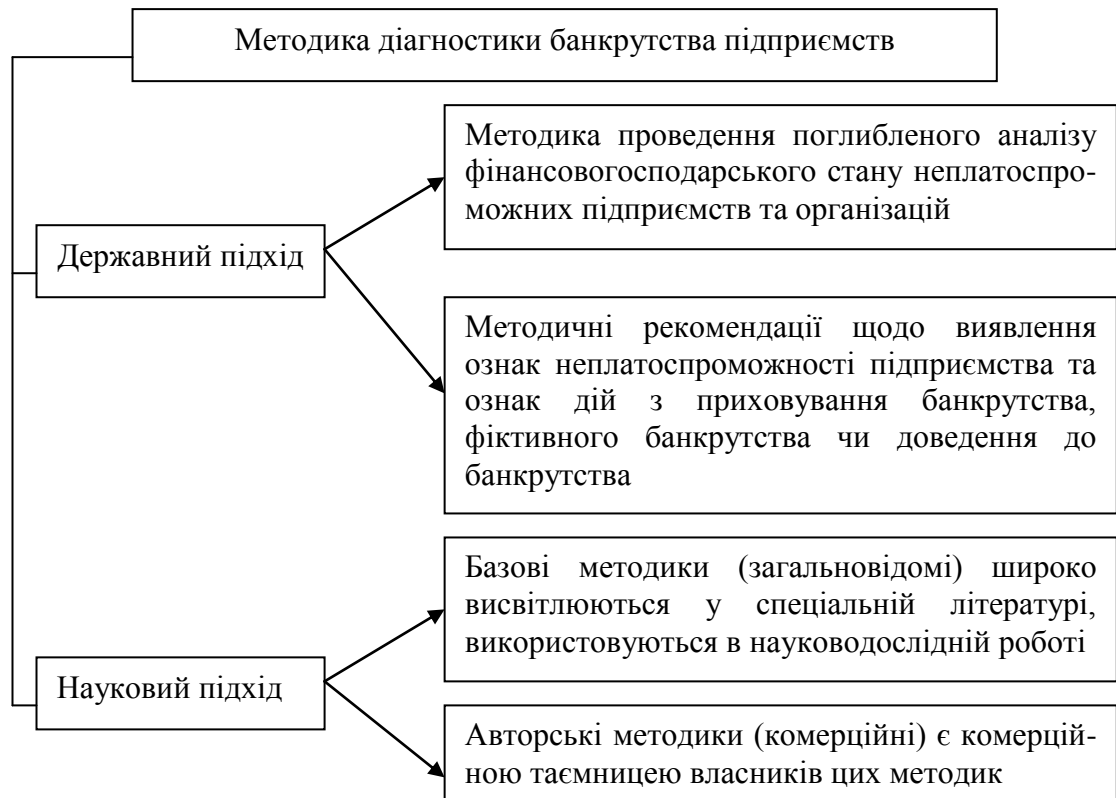 Методика діагностики банкрутства підприємств
Методика проведення поглибленого аналізу
фінансовогосподарського стану неплатоспро-
можних підприємств та організацій
Державний підхід
Методичні рекомендації щодо виявлення
ознак неплатоспроможності підприємства та
ознак дій з приховування банкрутства,
фіктивного банкрутства чи доведення до
банкрутства
Базові методики (загальновідомі) широко
висвітлюються у спеціальній літературі,
використовуються в науководослідній роботі
Науковий підхід
Авторські методики (комерційні) є комерцій-
ною таємницею власників цих методик